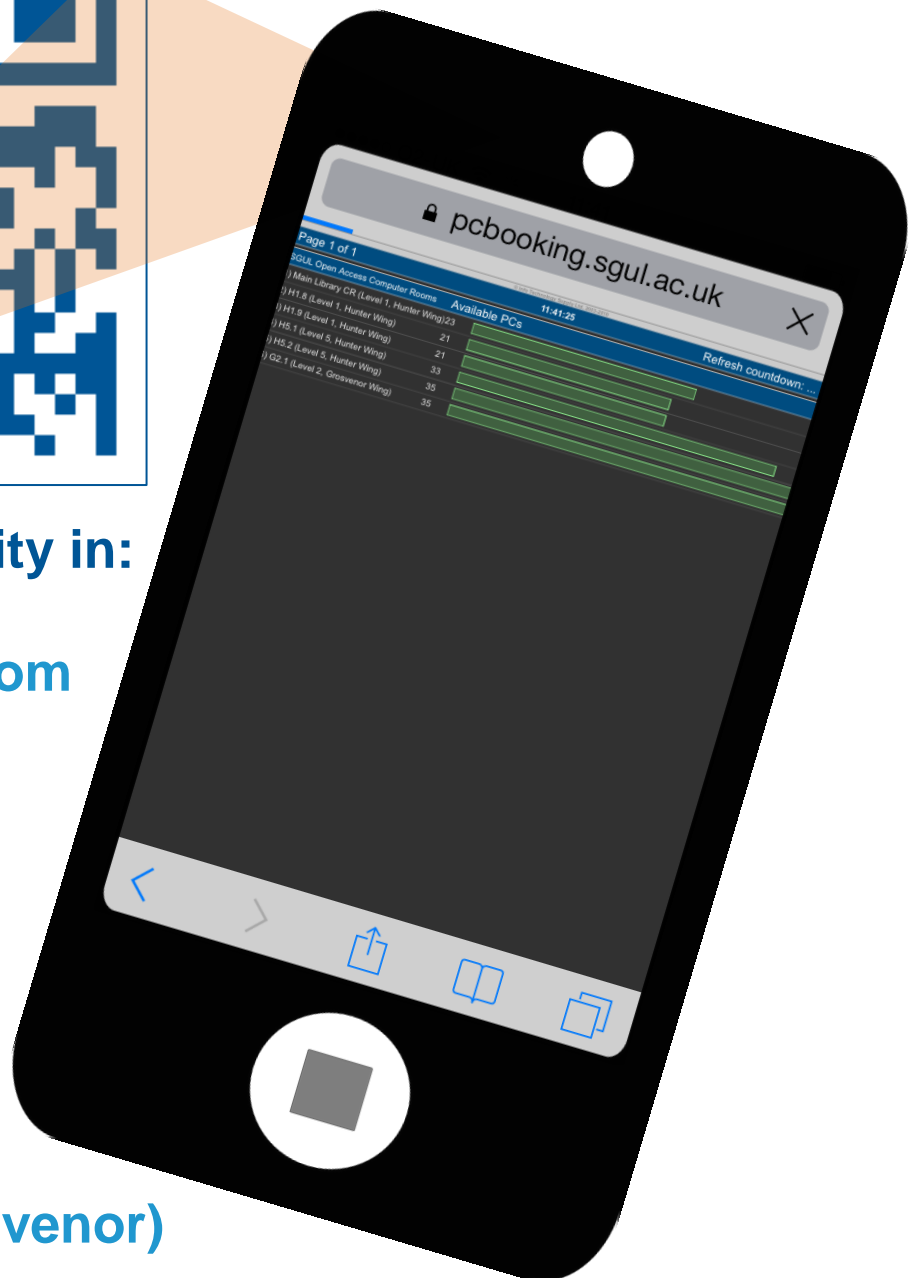 pcbooking.sgul.ac.uk
Page 1 of 1
11:41:25
Refresh countdown: ...
SGUL Open Access Computer Rooms
Available PCs
) Main Library CR (Level 1, Hunter Wing) 23
) H1.8 (Level 1, Hunter Wing) 21
) H1.9 (Level 1, Hunter Wing) 21
) H5.1 (Level 5, Hunter Wing) 33
) H5.2 (Level 5, Hunter Wing) 35
) G2.1 (Level 2, Grosvenor Wing) 35
ity in:
om
venor)